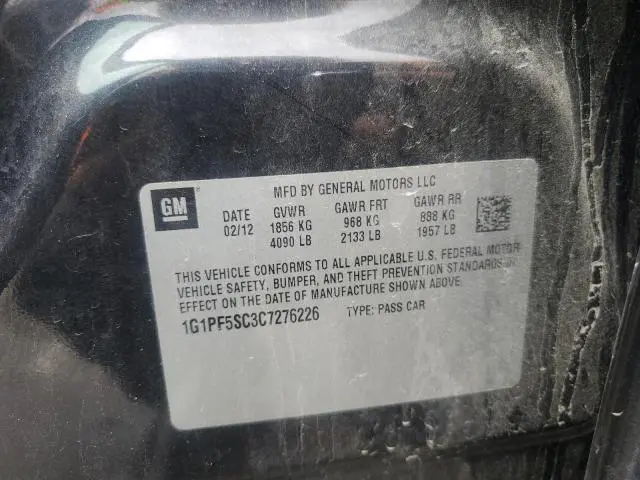 GM
MFD BY GENERAL MOTORS LLC
DATE GVWR GAWR FRT GAWR RR
02/12 1856 KG 968 KG 888 KG
4090 LB 2133 LB 1957 LB
THIS VEHICLE CONFORMS TO ALL APPLICABLE U.S. FEDERAL MOTOR
VEHICLE SAFETY, BUMPER, AND THEFT PREVENTION STANDARDS IN
EFFECT ON THE DATE OF MANUFACTURE SHOWN ABOVE.
1G1PF5SC3C7276226 TYPE: PASS CAR